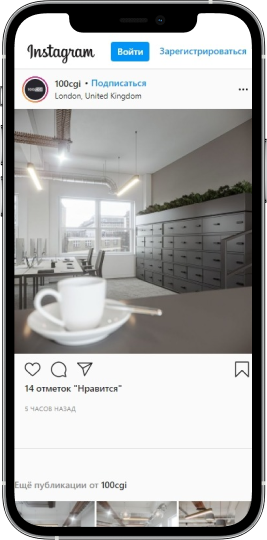 Instagram Войти Зарегистрироваться
100cgi • Подписаться
London, United Kingdom
14 отметок "Нравится"
5 ЧАСОВ НАЗАД
Ещё публикации от 100cgi